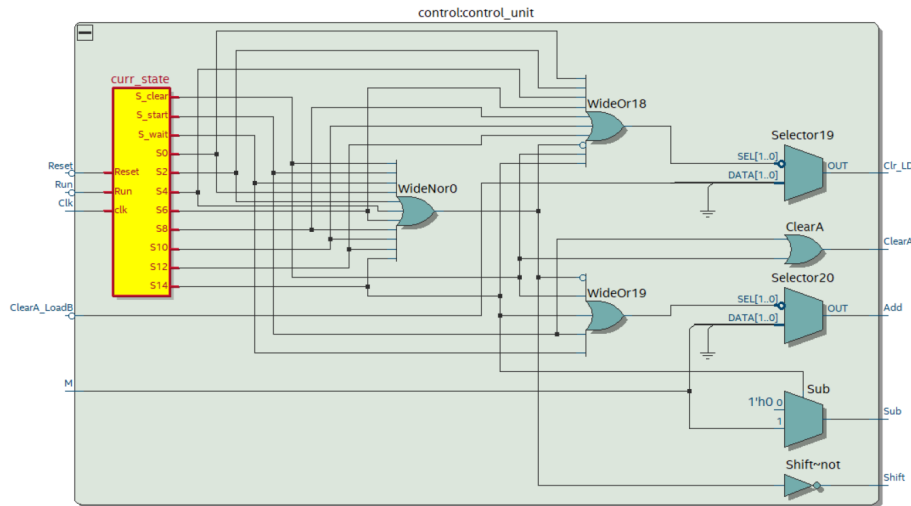 control:control_unit
curr_state
S_clear
S_start
S_wait
S0
S2
S4
S6
S8
S10
S12
S14
Reset
Run
clk
Reset
Run
Clk
ClearA_LoadB
M
WideNor0
WideOr18
WideOr19
Selector19
SEL[1..0]
DATA[1..0]
OUT
Clr_LD
ClearA
ClearA
Selector20
SEL[1..0]
DATA[1..0]
OUT
Add
Sub
1'h0 0
1
Sub
Shift~not
Shift